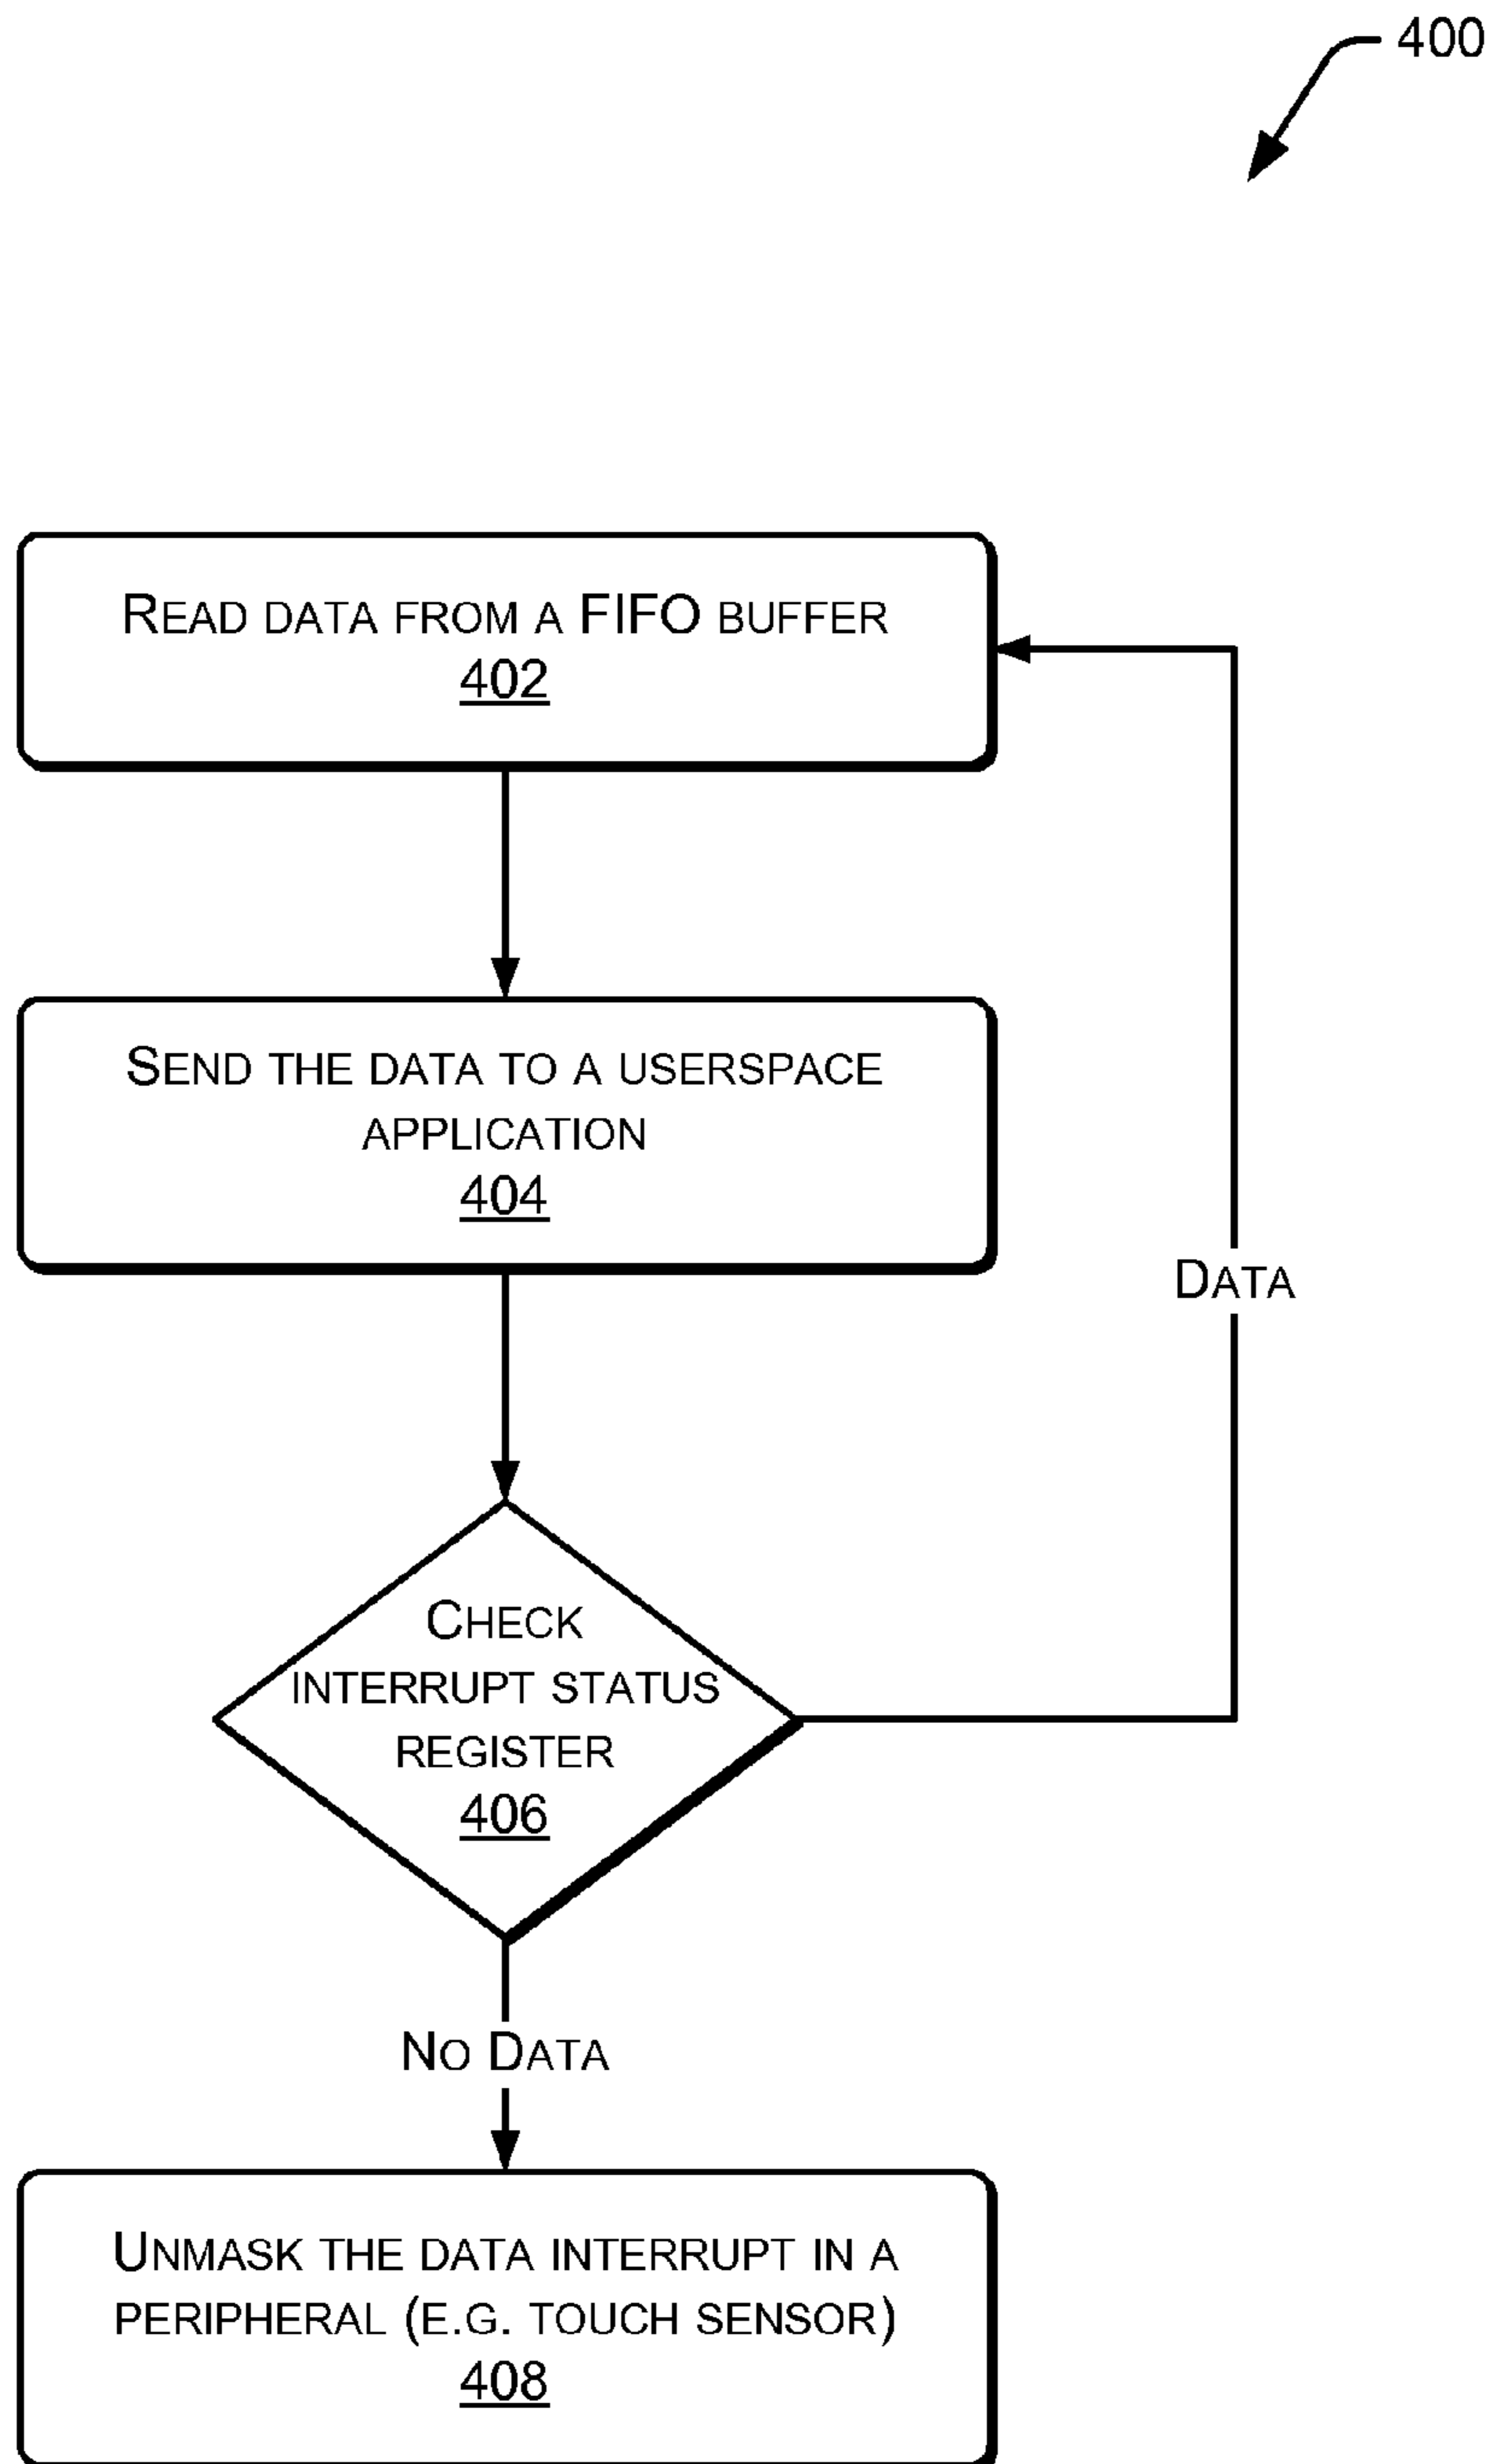 400
READ DATA FROM A FIFO BUFFER
402
SEND THE DATA TO A USERSPACE
APPLICATION
404
DATA
CHECK
INTERRUPT STATUS
REGISTER
406
NO DATA
UNMASK THE DATA INTERRUPT IN A
PERIPHERAL (E.G. TOUCH SENSOR)
408